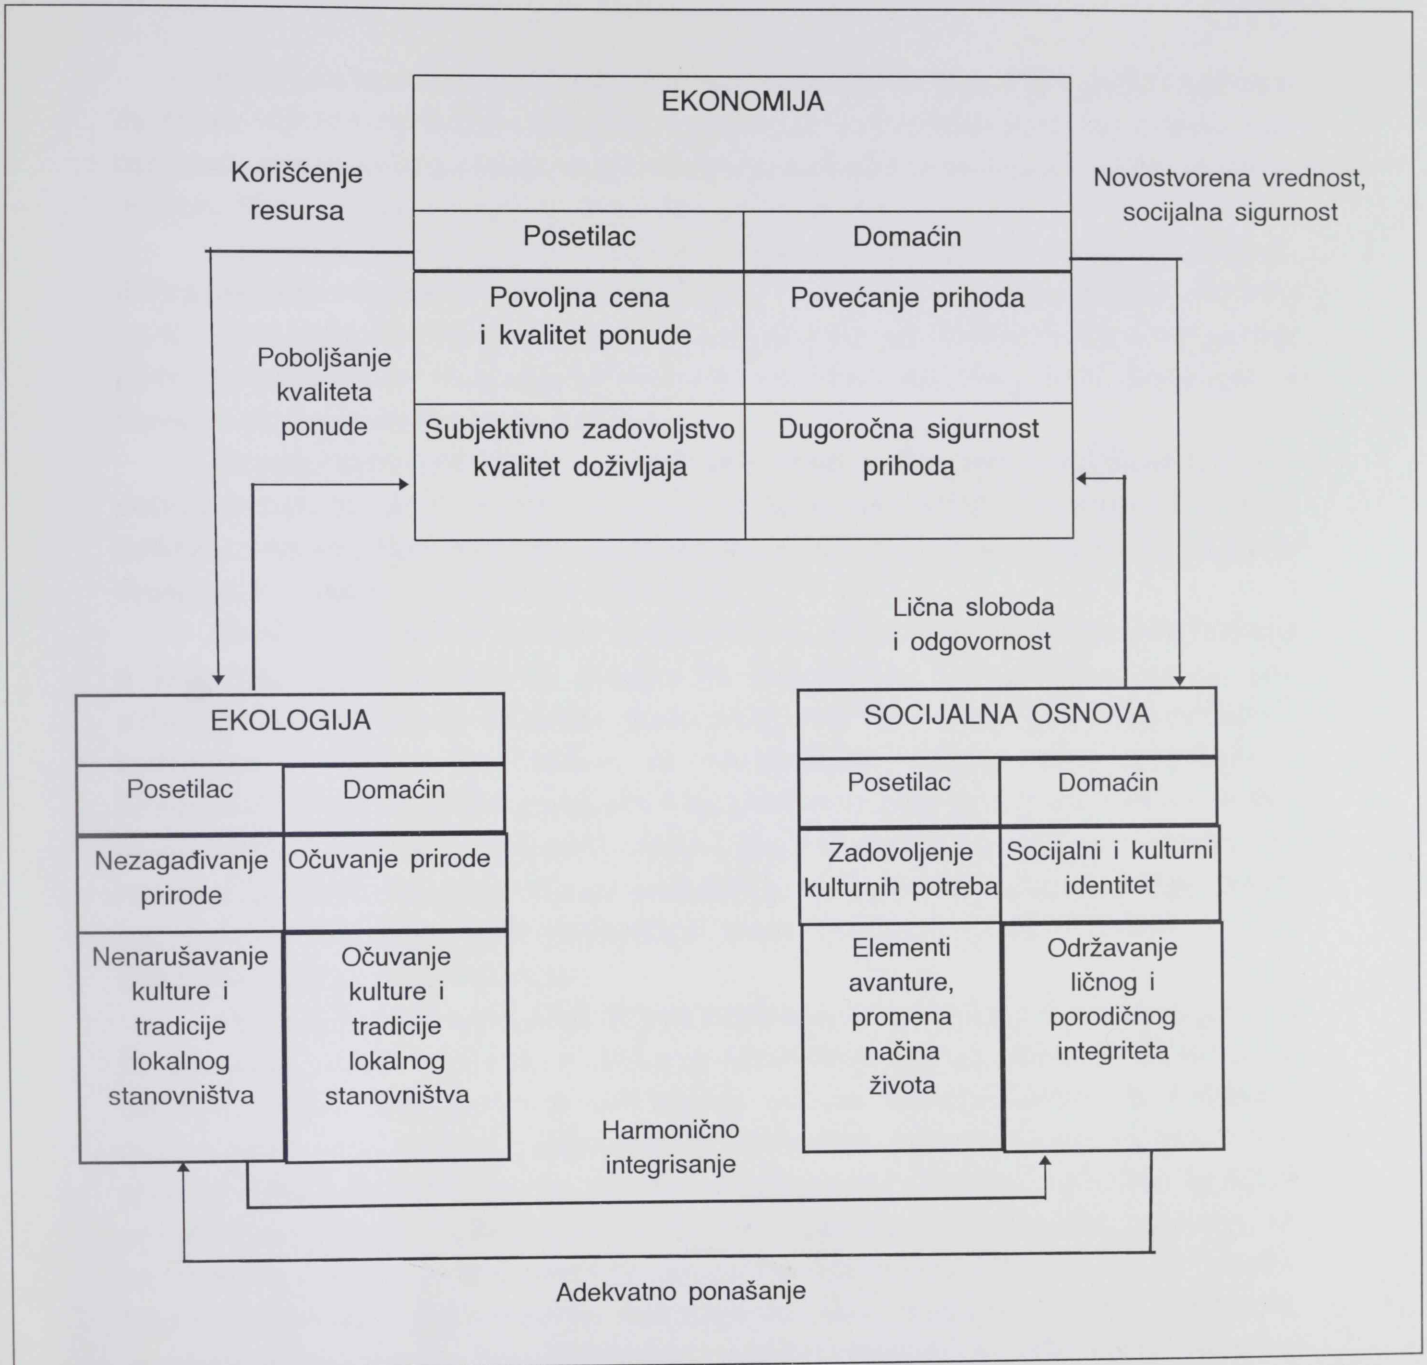 EKONOMIJA
Korišćenje
resursa
Novostvorena vrednost,
socijalna sigurnost
Posetilac
Domaćin
Povoljna cena
i kvalitet ponude
Povećanje prihoda
Poboljšanje
kvaliteta
ponude
Subjektivno zadovoljstvo
kvalitet doživljaja
Dugoročna sigurnost
prihoda
Lična sloboda
i odgovornost
EKOLOGIJA
Posetilac
Domaćin
Nezagađivanje
prirode
Očuvanje prirode
Nenarušavanje
kulture i
tradicije
lokalnog
stanovništva
Očuvanje
kulture i
tradicije
lokalnog
stanovništva
SOCIJALNA OSNOVA
Posetilac
Domaćin
Zadovoljenje
kulturnih potreba
Socijalni i kulturni
identitet
Elementi
avanture,
promena
načina
života
Održavanje
ličnog i
porodičnog
integriteta
Harmonično
integrisanje
Adekvatno ponašanje